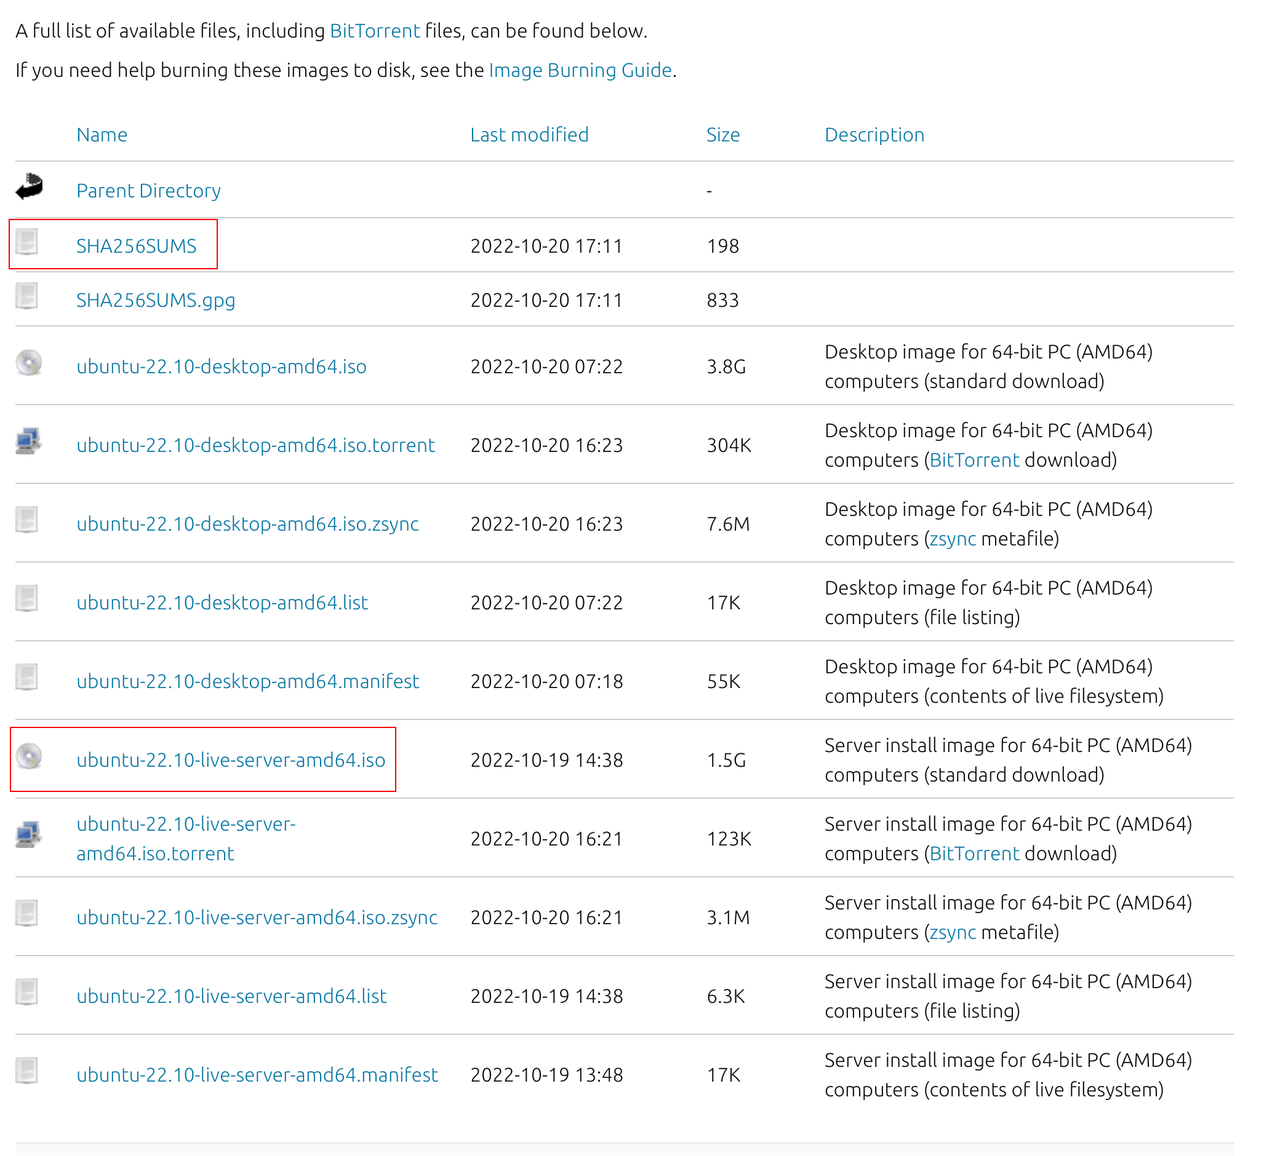 A full list of available files, including BitTorrent files, can be found below.
If you need help burning these images to disk, see the Image Burning Guide.
Name Last modified Size Description
Parent Directory -
SHA256SUMS 2022-10-20 17:11 198
SHA256SUMS.gpg 2022-10-20 17:11 833
ubuntu-22.10-desktop-amd64.iso 2022-10-20 07:22 3.8G Desktop image for 64-bit PC (AMD64)
computers (standard download)
ubuntu-22.10-desktop-amd64.iso.torrent 2022-10-20 16:23 304K Desktop image for 64-bit PC (AMD64)
computers (BitTorrent download)
ubuntu-22.10-desktop-amd64.iso.zsync 2022-10-20 16:23 7.6M Desktop image for 64-bit PC (AMD64)
computers (zsync metafile)
ubuntu-22.10-desktop-amd64.list 2022-10-20 07:22 17K Desktop image for 64-bit PC (AMD64)
computers (file listing)
ubuntu-22.10-desktop-amd64.manifest 2022-10-20 07:18 55K Desktop image for 64-bit PC (AMD64)
computers (contents of live filesystem)
ubuntu-22.10-live-server-amd64.iso 2022-10-19 14:38 1.5G Server install image for 64-bit PC (AMD64)
computers (standard download)
ubuntu-22.10-live-server-
amd64.iso.torrent 2022-10-20 16:21 123K Server install image for 64-bit PC (AMD64)
computers (BitTorrent download)
ubuntu-22.10-live-server-amd64.iso.zsync 2022-10-20 16:21 3.1M Server install image for 64-bit PC (AMD64)
computers (zsync metafile)
ubuntu-22.10-live-server-amd64.list 2022-10-19 14:38 6.3K Server install image for 64-bit PC (AMD64)
computers (file listing)
ubuntu-22.10-live-server-amd64.manifest 2022-10-19 13:48 17K Server install image for 64-bit PC (AMD64)
computers (contents of live filesystem)